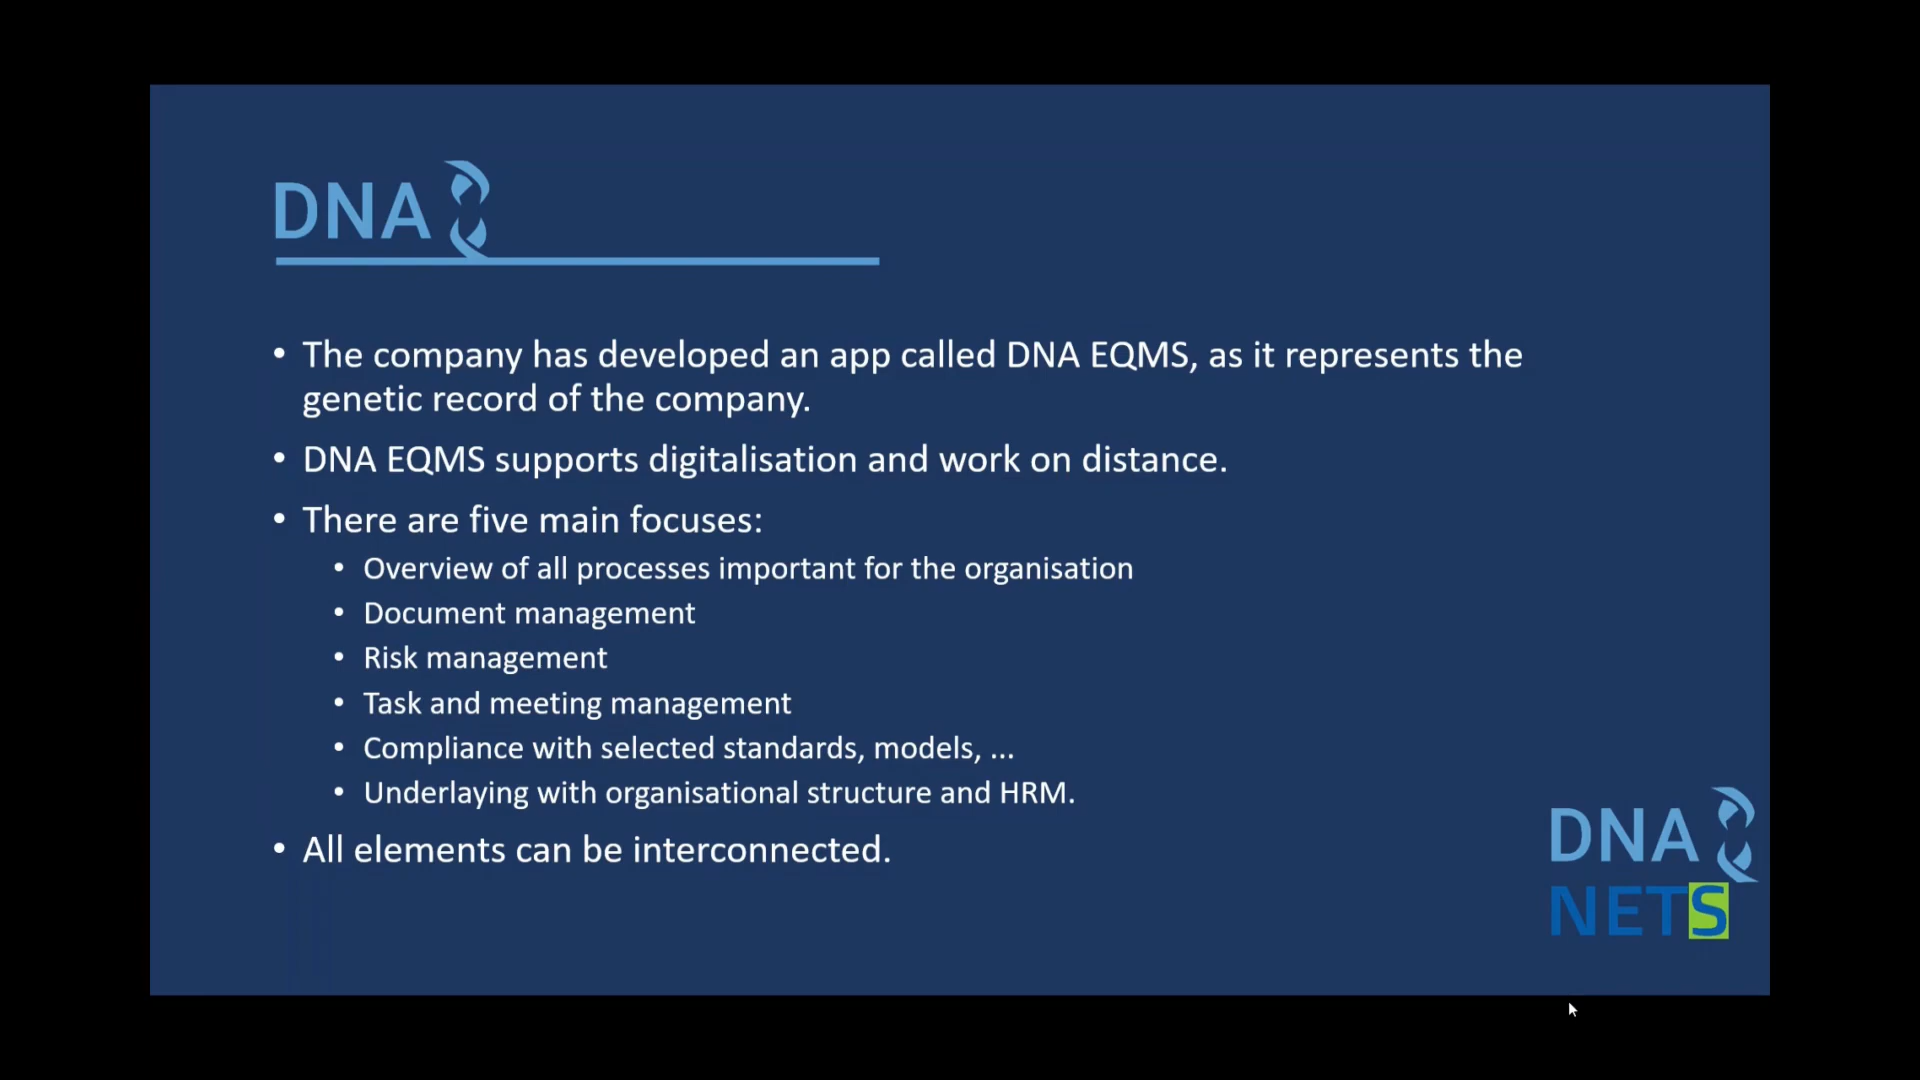 DNA
• The company has developed an app called DNA EQMS, as it represents the
genetic record of the company.
• DNA EQMS supports digitalisation and work on distance.
• There are five main focuses:
• Overview of all processes important for the organisation
• Document management
• Risk management
• Task and meeting management
• Compliance with selected standards, models, ...
• Underlaying with organisational structure and HRM.
• All elements can be interconnected.
DNA
NETS